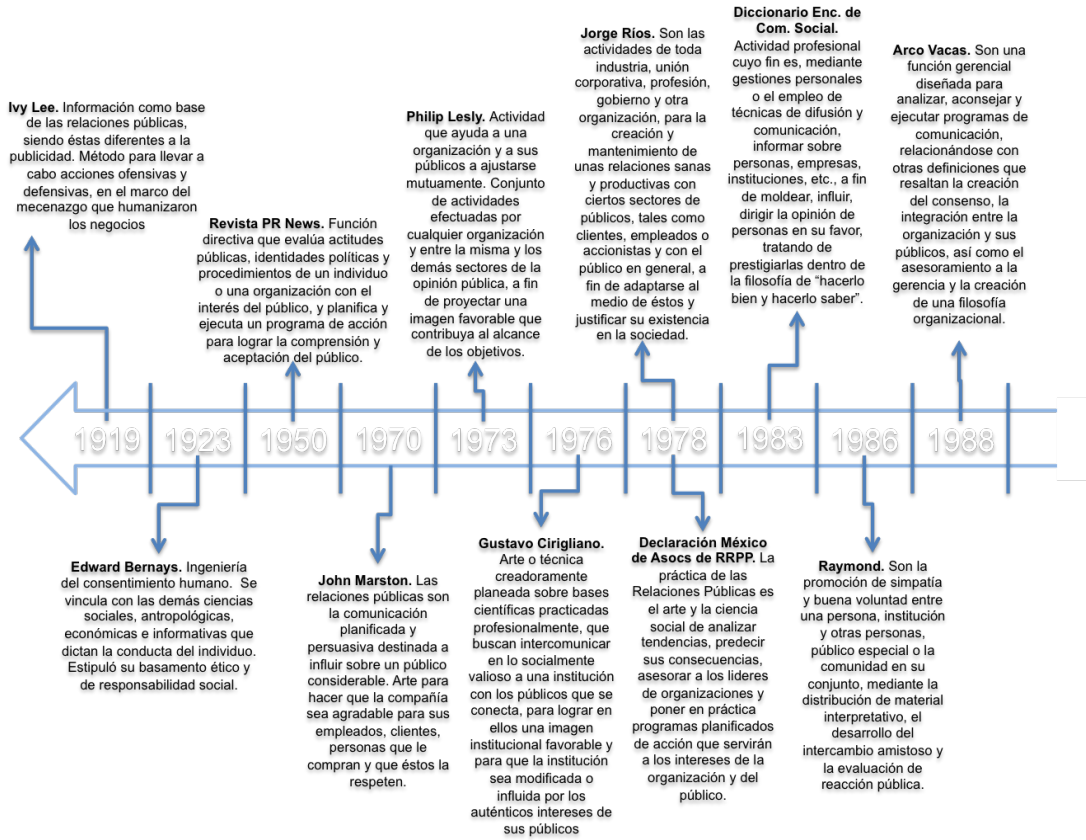 Ivy Lee. Información como base
de las relaciones públicas,
siendo éstas diferentes a la
publicidad. Método para llevar a
cabo acciones ofensivas y
defensivas, en el marco del
mecenazgo que humanizaron
los negocios
Revista PR News. Función
directiva que evalúa actitudes
públicas, identidades políticas y
procedimientos de un individuo
o una organización con el
interés del público, y planifica y
ejecuta un programa de acción
para lograr la comprensión y
aceptación del público.
Philip Lesly. Actividad
que ayuda a una
organización y a sus
públicos a ajustarse
mutuamente. Conjunto
de actividades
efectuadas por
cualquier organización
y entre la misma y los
demás sectores de la
opinión pública, a fin
de proyectar una
imagen favorable que
contribuya al alcance
de los objetivos.
Jorge Ríos. Son las
actividades de toda
industria, unión
corporativa, profesión,
gobierno y otra
organización, para la
creación y
mantenimiento de
unas relaciones sanas
y productivas con
ciertos sectores de
públicos, tales como
clientes, empleados o
accionistas y con el
público en general, a
fin de adaptarse al
medio de éstos y
justificar su existencia
en la sociedad.
Diccionario Enc. de
Com. Social.
Actividad profesional
cuyo fin es, mediante
gestiones personales
o el empleo de
técnicas de difusión y
comunicación,
informar sobre
personas, empresas,
instituciones, etc., a fin
de moldear, influir,
dirigir la opinión de
personas en su favor,
tratando de
prestigiarlas dentro de
la filosofía de “hacerlo
bien y hacerlo saber”.
Arco Vacas. Son una
función gerencial
diseñada para
analizar, aconsejar y
ejecutar programas de
comunicación,
relacionándose con
otras definiciones que
resaltan la creación
del consenso, la
integración entre la
organización y sus
públicos, así como el
asesoramiento a la
gerencia y la creación
de una filosofía
organizacional.
1919 1923 1950 1970 1973 1976 1978 1983 1986 1988
Edward Bernays. Ingeniería
del consentimiento humano. Se
vincula con las demás ciencias
sociales, antropológicas,
económicas e informativas que
dictan la conducta del individuo.
Estipuló su basamento ético y
de responsabilidad social.
John Marston. Las
relaciones públicas son
la comunicación
planificada y
persuasiva destinada a
influir sobre un público
considerable. Arte para
hacer que la compañía
sea agradable para sus
empleados, clientes,
personas que le
compran y que éstos la
respeten.
Gustavo Cirigliano.
Arte o técnica
creadoramente
planeada sobre bases
científicas practicadas
profesionalmente, que
buscan intercomunicar
en lo socialmente
valioso a una institución
con los públicos que se
conecta, para lograr en
ellos una imagen
institucional favorable y
para que la institución
sea modificada o
influida por los
auténticos intereses de
sus públicos
Declaración México
de Asocs de RRPP. La
práctica de las
Relaciones Públicas es
el arte y la ciencia
social de analizar
tendencias, predecir
sus consecuencias,
asesorar a los lideres
de organizaciones y
poner en práctica
programas planificados
de acción que servirán
a los intereses de la
organización y del
público.
Raymond. Son la
promoción de simpatía
y buena voluntad entre
una persona, institución
y otras personas,
público especial o la
comunidad en su
conjunto, mediante la
distribución de material
interpretativo, el
desarrollo del
intercambio amistoso y
la evaluación de
reacción pública.